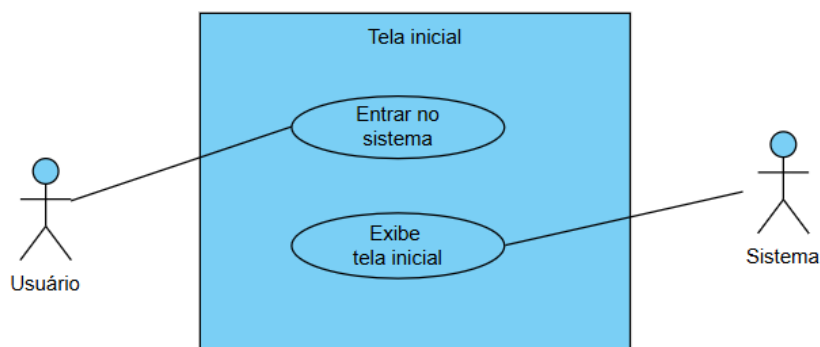 Tela inicial
Entrar no
sistema
Exibe
tela inicial
Usuário
Sistema